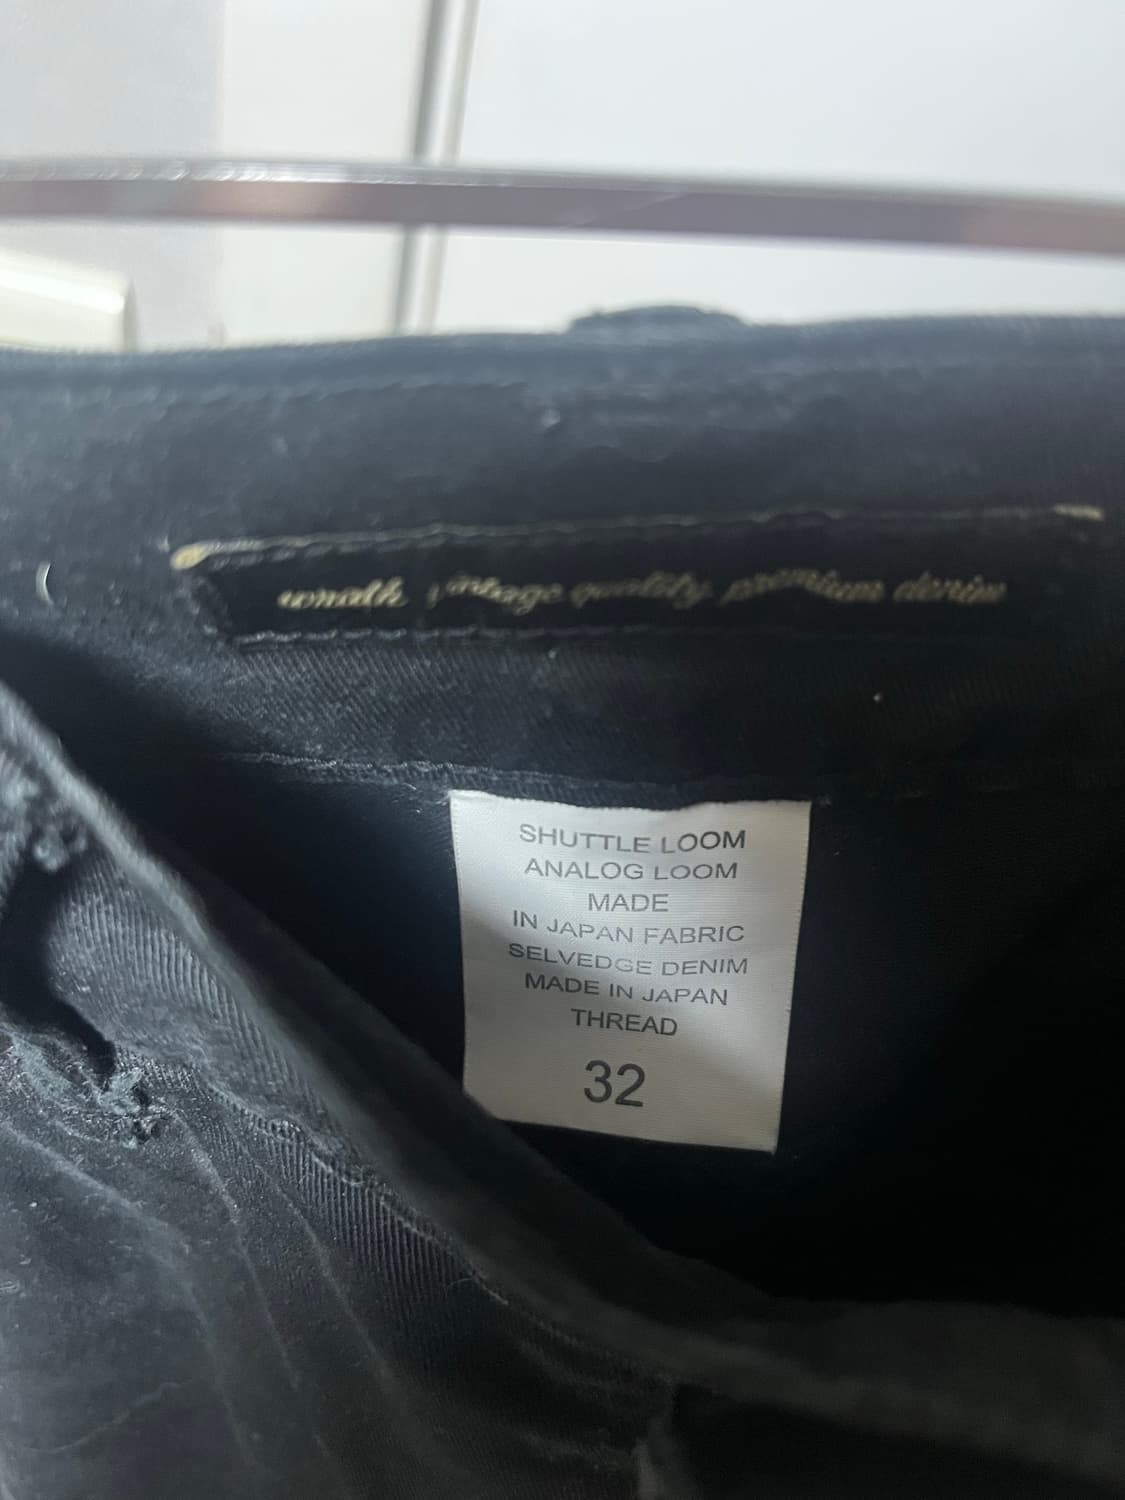 vintage quality, premium denim
SHUTTLE LOOM
ANALOG LOOM
MADE
IN JAPAN FABRIC
SELVEDGE DENIM
MADE IN JAPAN
THREAD
32